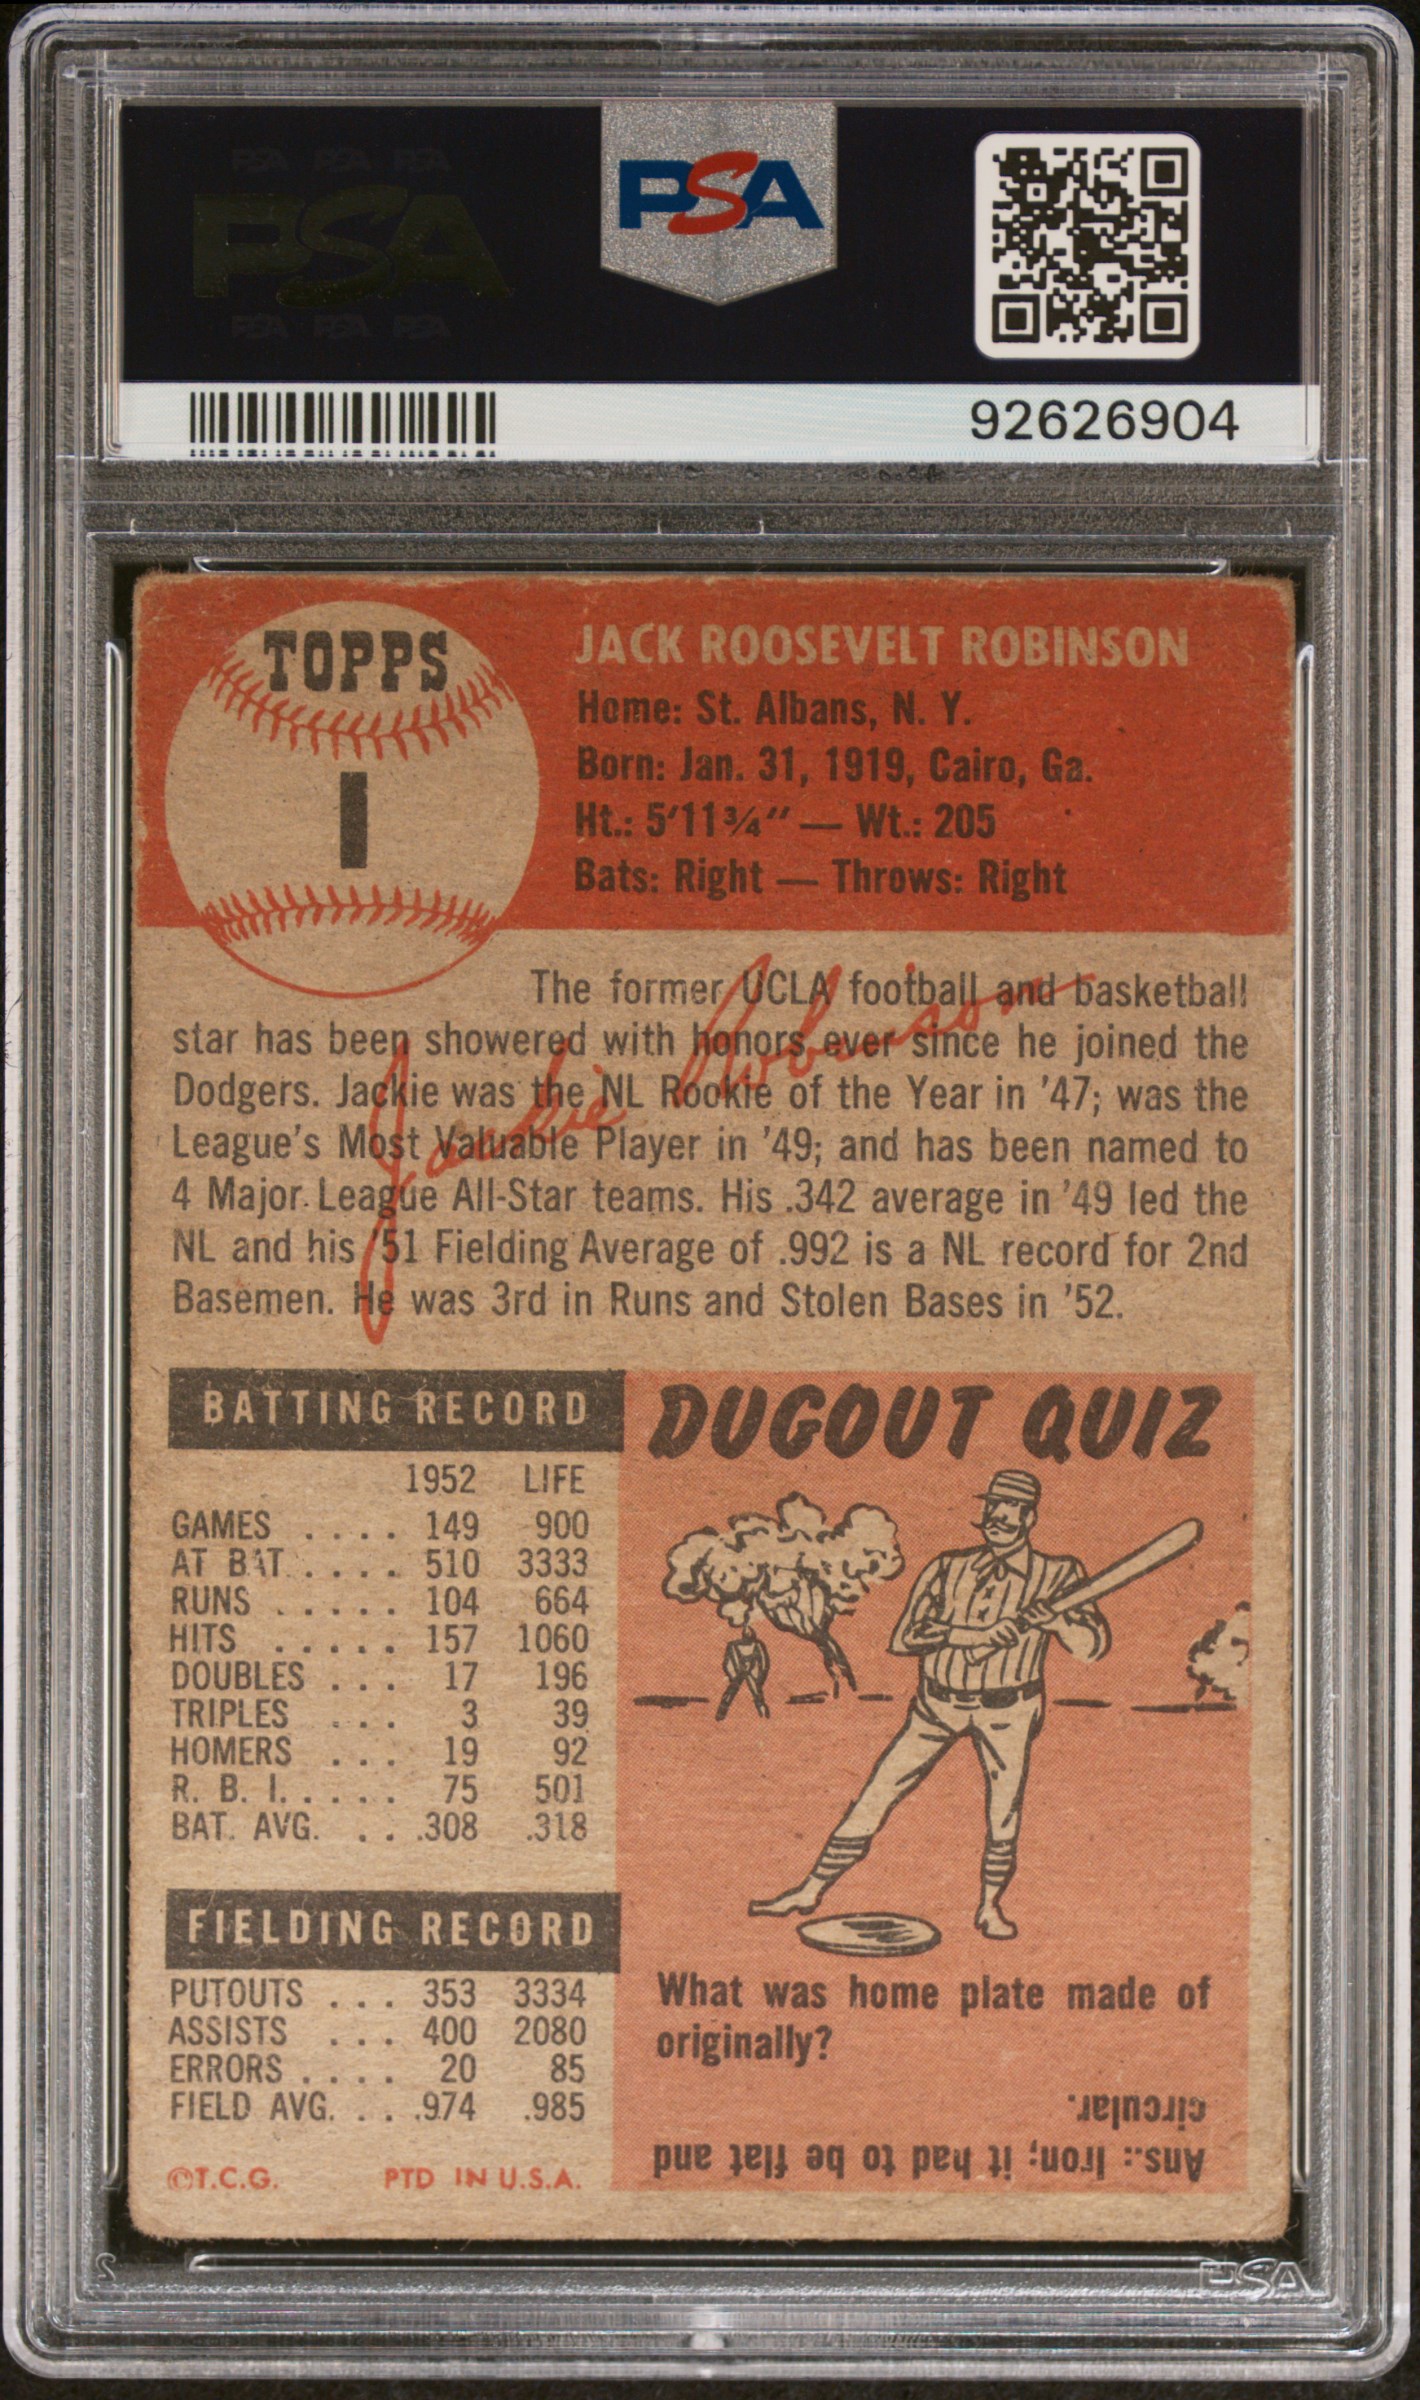 PSA PSA PSA
PSA
PSA PSA PSA
PSA
92626904
TOPPS
1
JACK ROOSEVELT ROBINSON
Home: St. Albans, N. Y.
Born: Jan. 31, 1919, Cairo, Ga.
Ht.: 5'11¾" — Wt.: 205
Bats: Right — Throws: Right
The former UCLA football and basketball
star has been showered with honors ever since he joined the
Dodgers. Jackie was the NL Rookie of the Year in '47; was the
League's Most Valuable Player in '49; and has been named to
4 Major League All-Star teams. His .342 average in '49 led the
NL and his '51 Fielding Average of .992 is a NL record for 2nd
Basemen. He was 3rd in Runs and Stolen Bases in '52.
Jackie Robinson
BATTING RECORD
1952 LIFE
GAMES . . . . 149 900
AT BAT . . . . . 510 3333
RUNS . . . . . 104 664
HITS . . . . . 157 1060
DOUBLES . . . 17 196
TRIPLES . . . 3 39
HOMERS . . . 19 92
R. B. I. . . . . . 75 501
BAT. AVG. . . .308 .318
FIELDING RECORD
PUTOUTS . . . 353 3334
ASSISTS . . . 400 2080
ERRORS . . . . 20 85
FIELD AVG. . . .974 .985
©T.C.G. PTD IN U.S.A.
DUGOUT QUIZ
What was home plate made of
originally?
Ans.: Iron; it had to be flat and
circular.
PSA